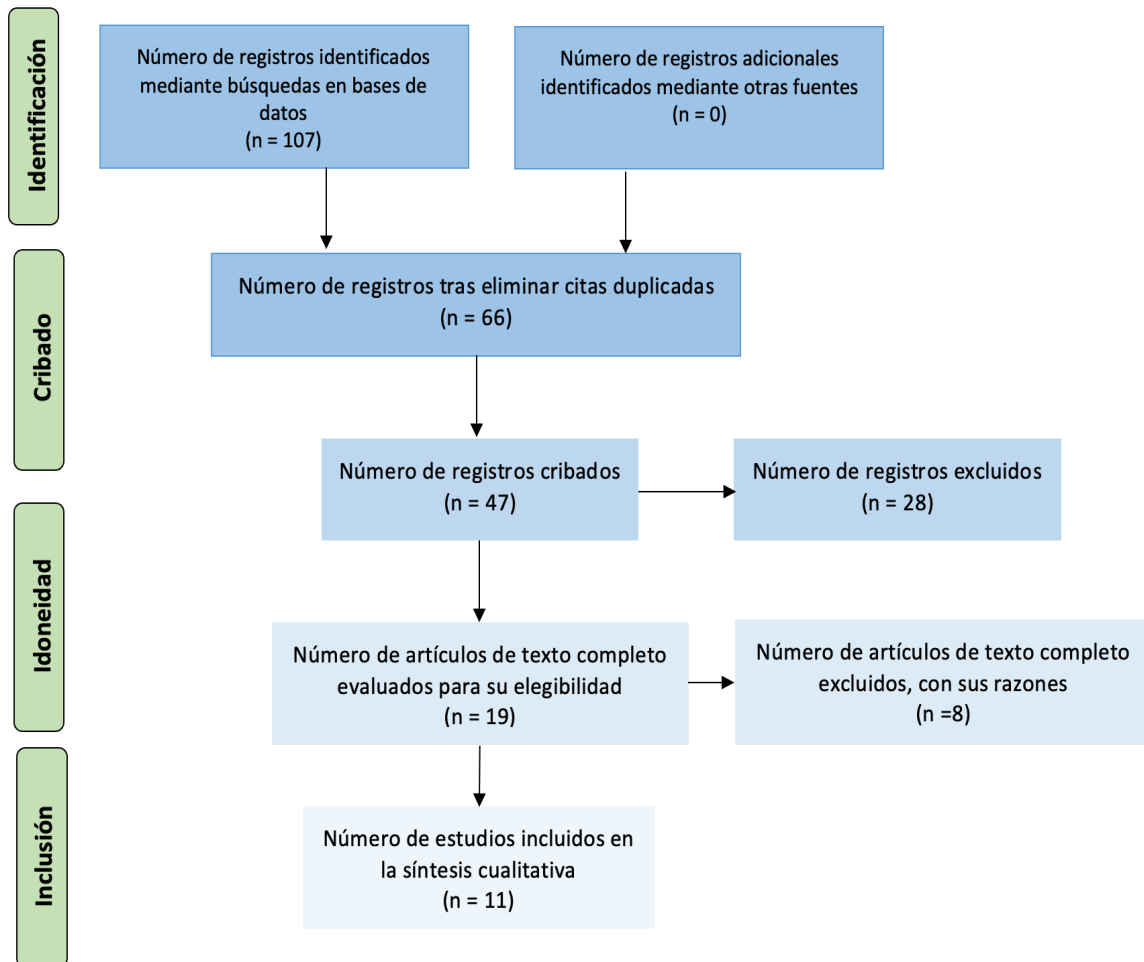 Identificación
Número de registros identificados
mediante búsquedas en bases de
datos
(n = 107)
Número de registros adicionales
identificados mediante otras fuentes
(n = 0)
Cribado
Número de registros tras eliminar citas duplicadas
(n = 66)
Número de registros cribados
(n = 47)
Número de registros excluidos
(n = 28)
Idoneidad
Número de artículos de texto completo
evaluados para su elegibilidad
(n = 19)
Número de artículos de texto completo
excluidos, con sus razones
(n =8)
Inclusión
Número de estudios incluidos en
la síntesis cualitativa
(n = 11)